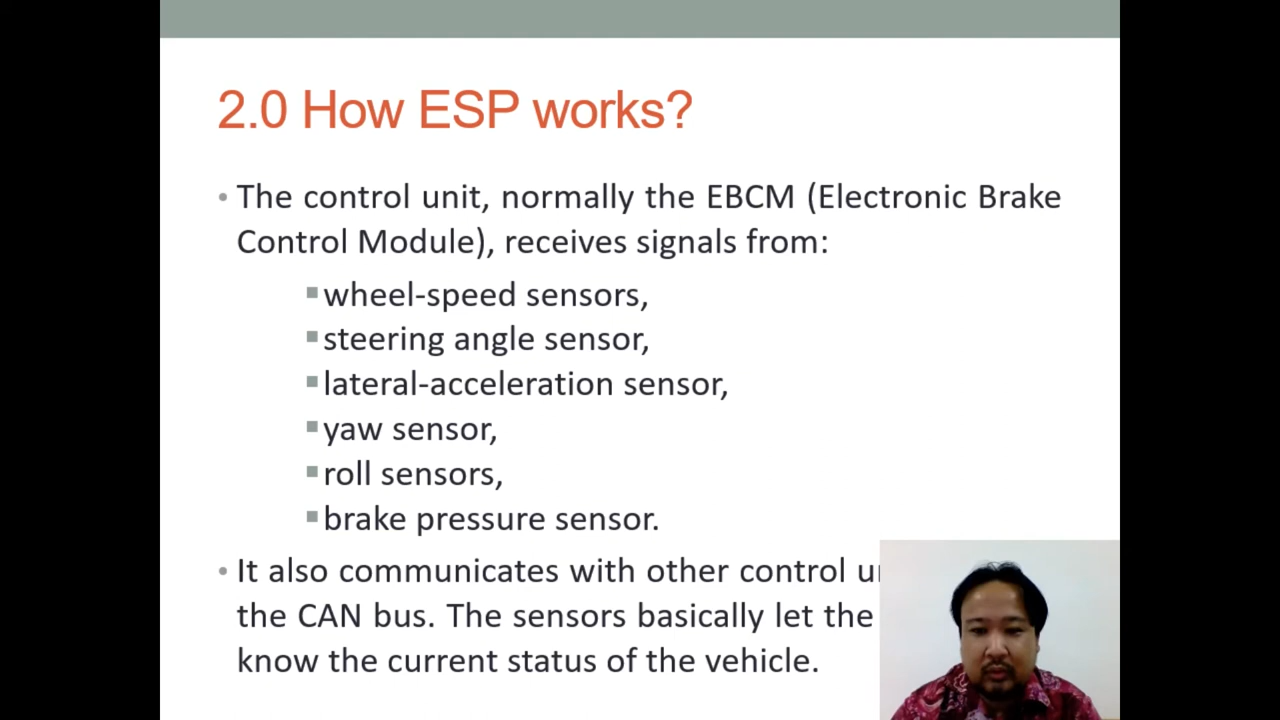 2.0 How ESP works?
• The control unit, normally the EBCM (Electronic Brake
Control Module), receives signals from:
▪ wheel-speed sensors,
▪ steering angle sensor,
▪ lateral-acceleration sensor,
▪ yaw sensor,
▪ roll sensors,
▪ brake pressure sensor.
• It also communicates with other control
the CAN bus. The sensors basically let the
know the current status of the vehicle.